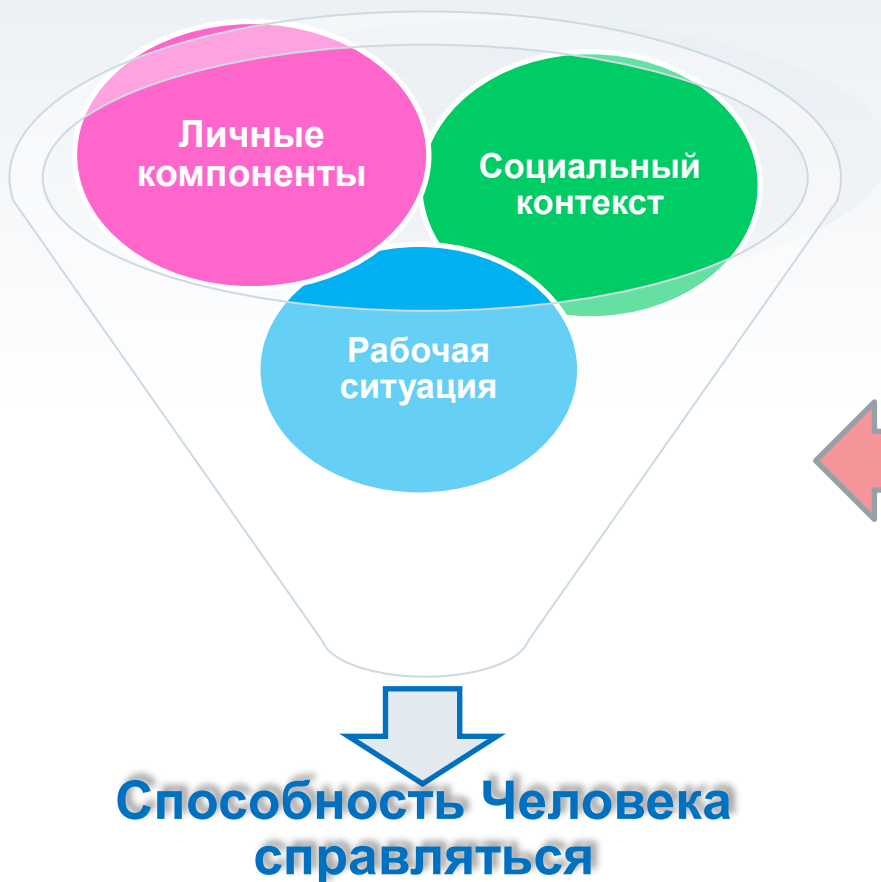 Личные
компоненты
Социальный
контекст
Рабочая
ситуация
Способность Человека
справляться